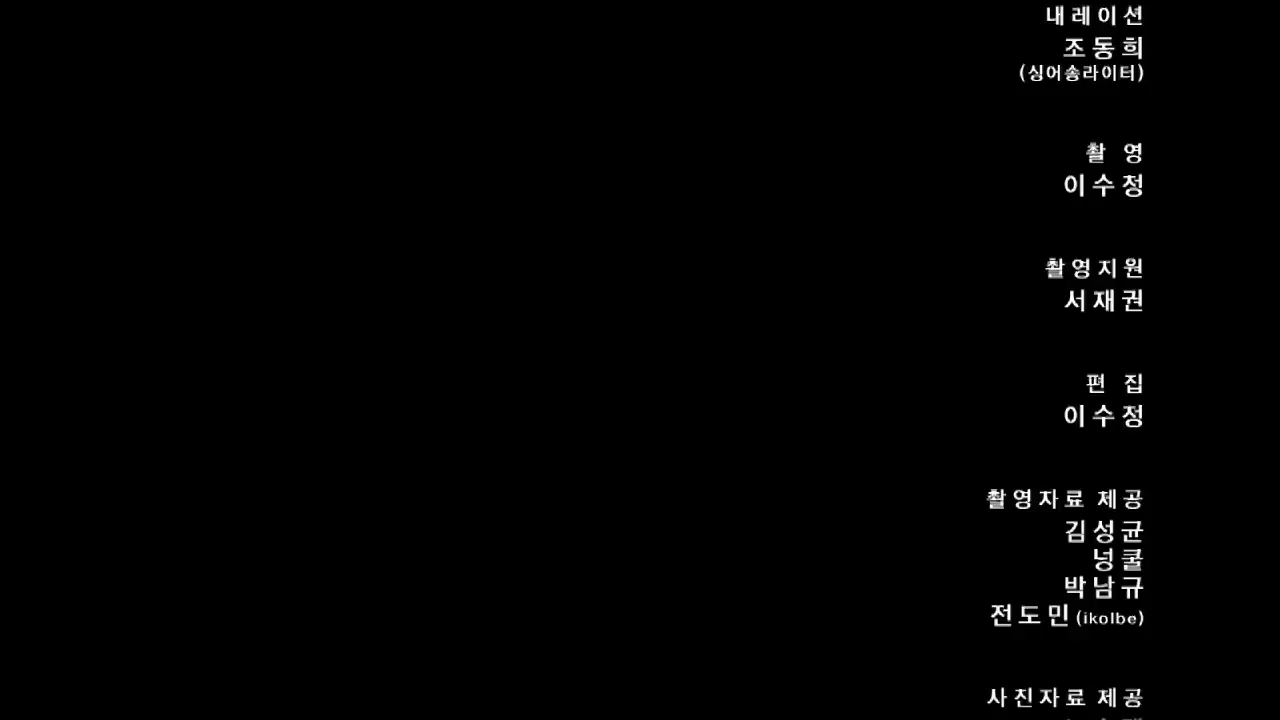 내레이션
조동희
(싱어송라이터)
촬 영
이수정
촬영지원
서재권
편 집
이수정
촬영자료 제공
김성균
넝쿨
박남규
전도민 (ikolbe)
사진자료 제공